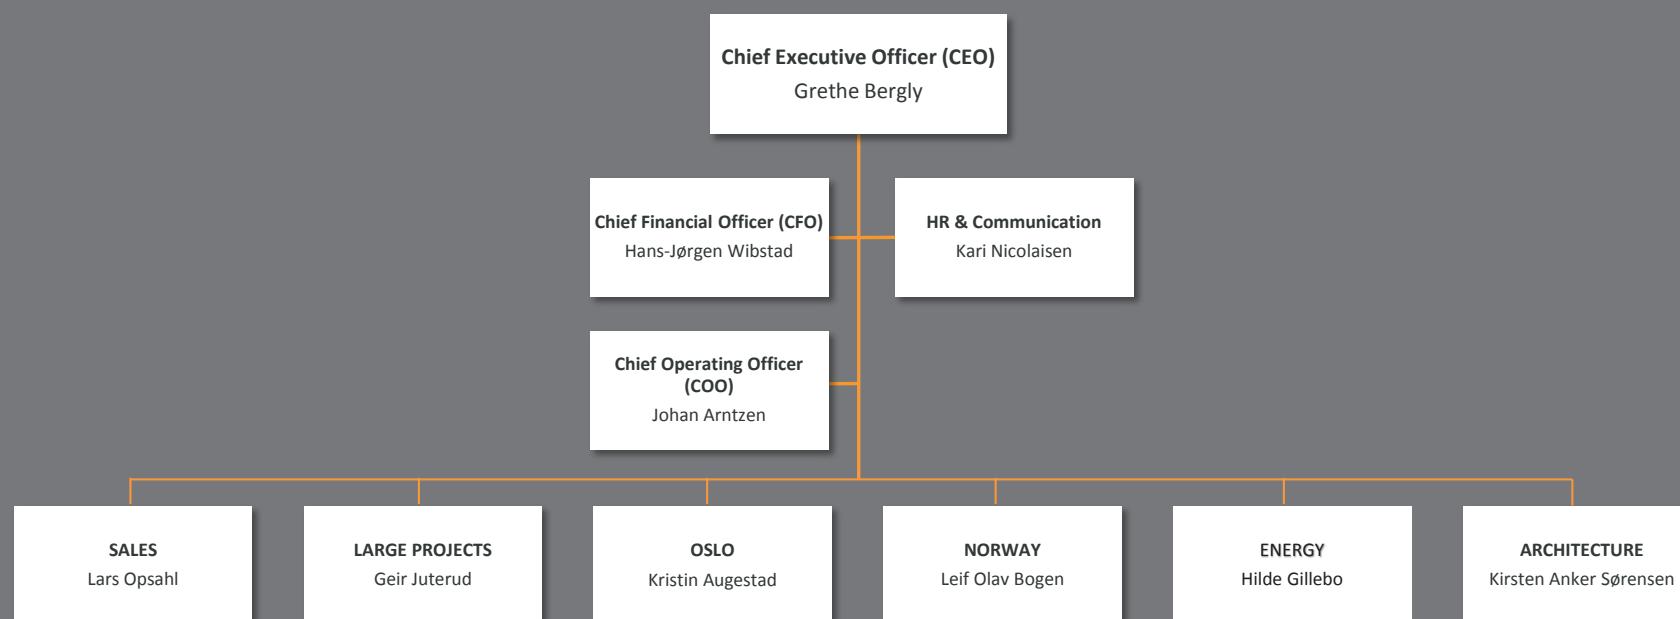 Chief Executive Officer (CEO)
Grethe Bergly
Chief Financial Officer (CFO)
Hans-Jørgen Wibstad
HR & Communication
Kari Nicolaisen
Chief Operating Officer
(COO)
Johan Arntzen
SALES
Lars Opsahl
LARGE PROJECTS
Geir Juterud
OSLO
Kristin Augestad
NORWAY
Leif Olav Bogen
ENERGY
Hilde Gillebo
ARCHITECTURE
Kirsten Anker Sørensen